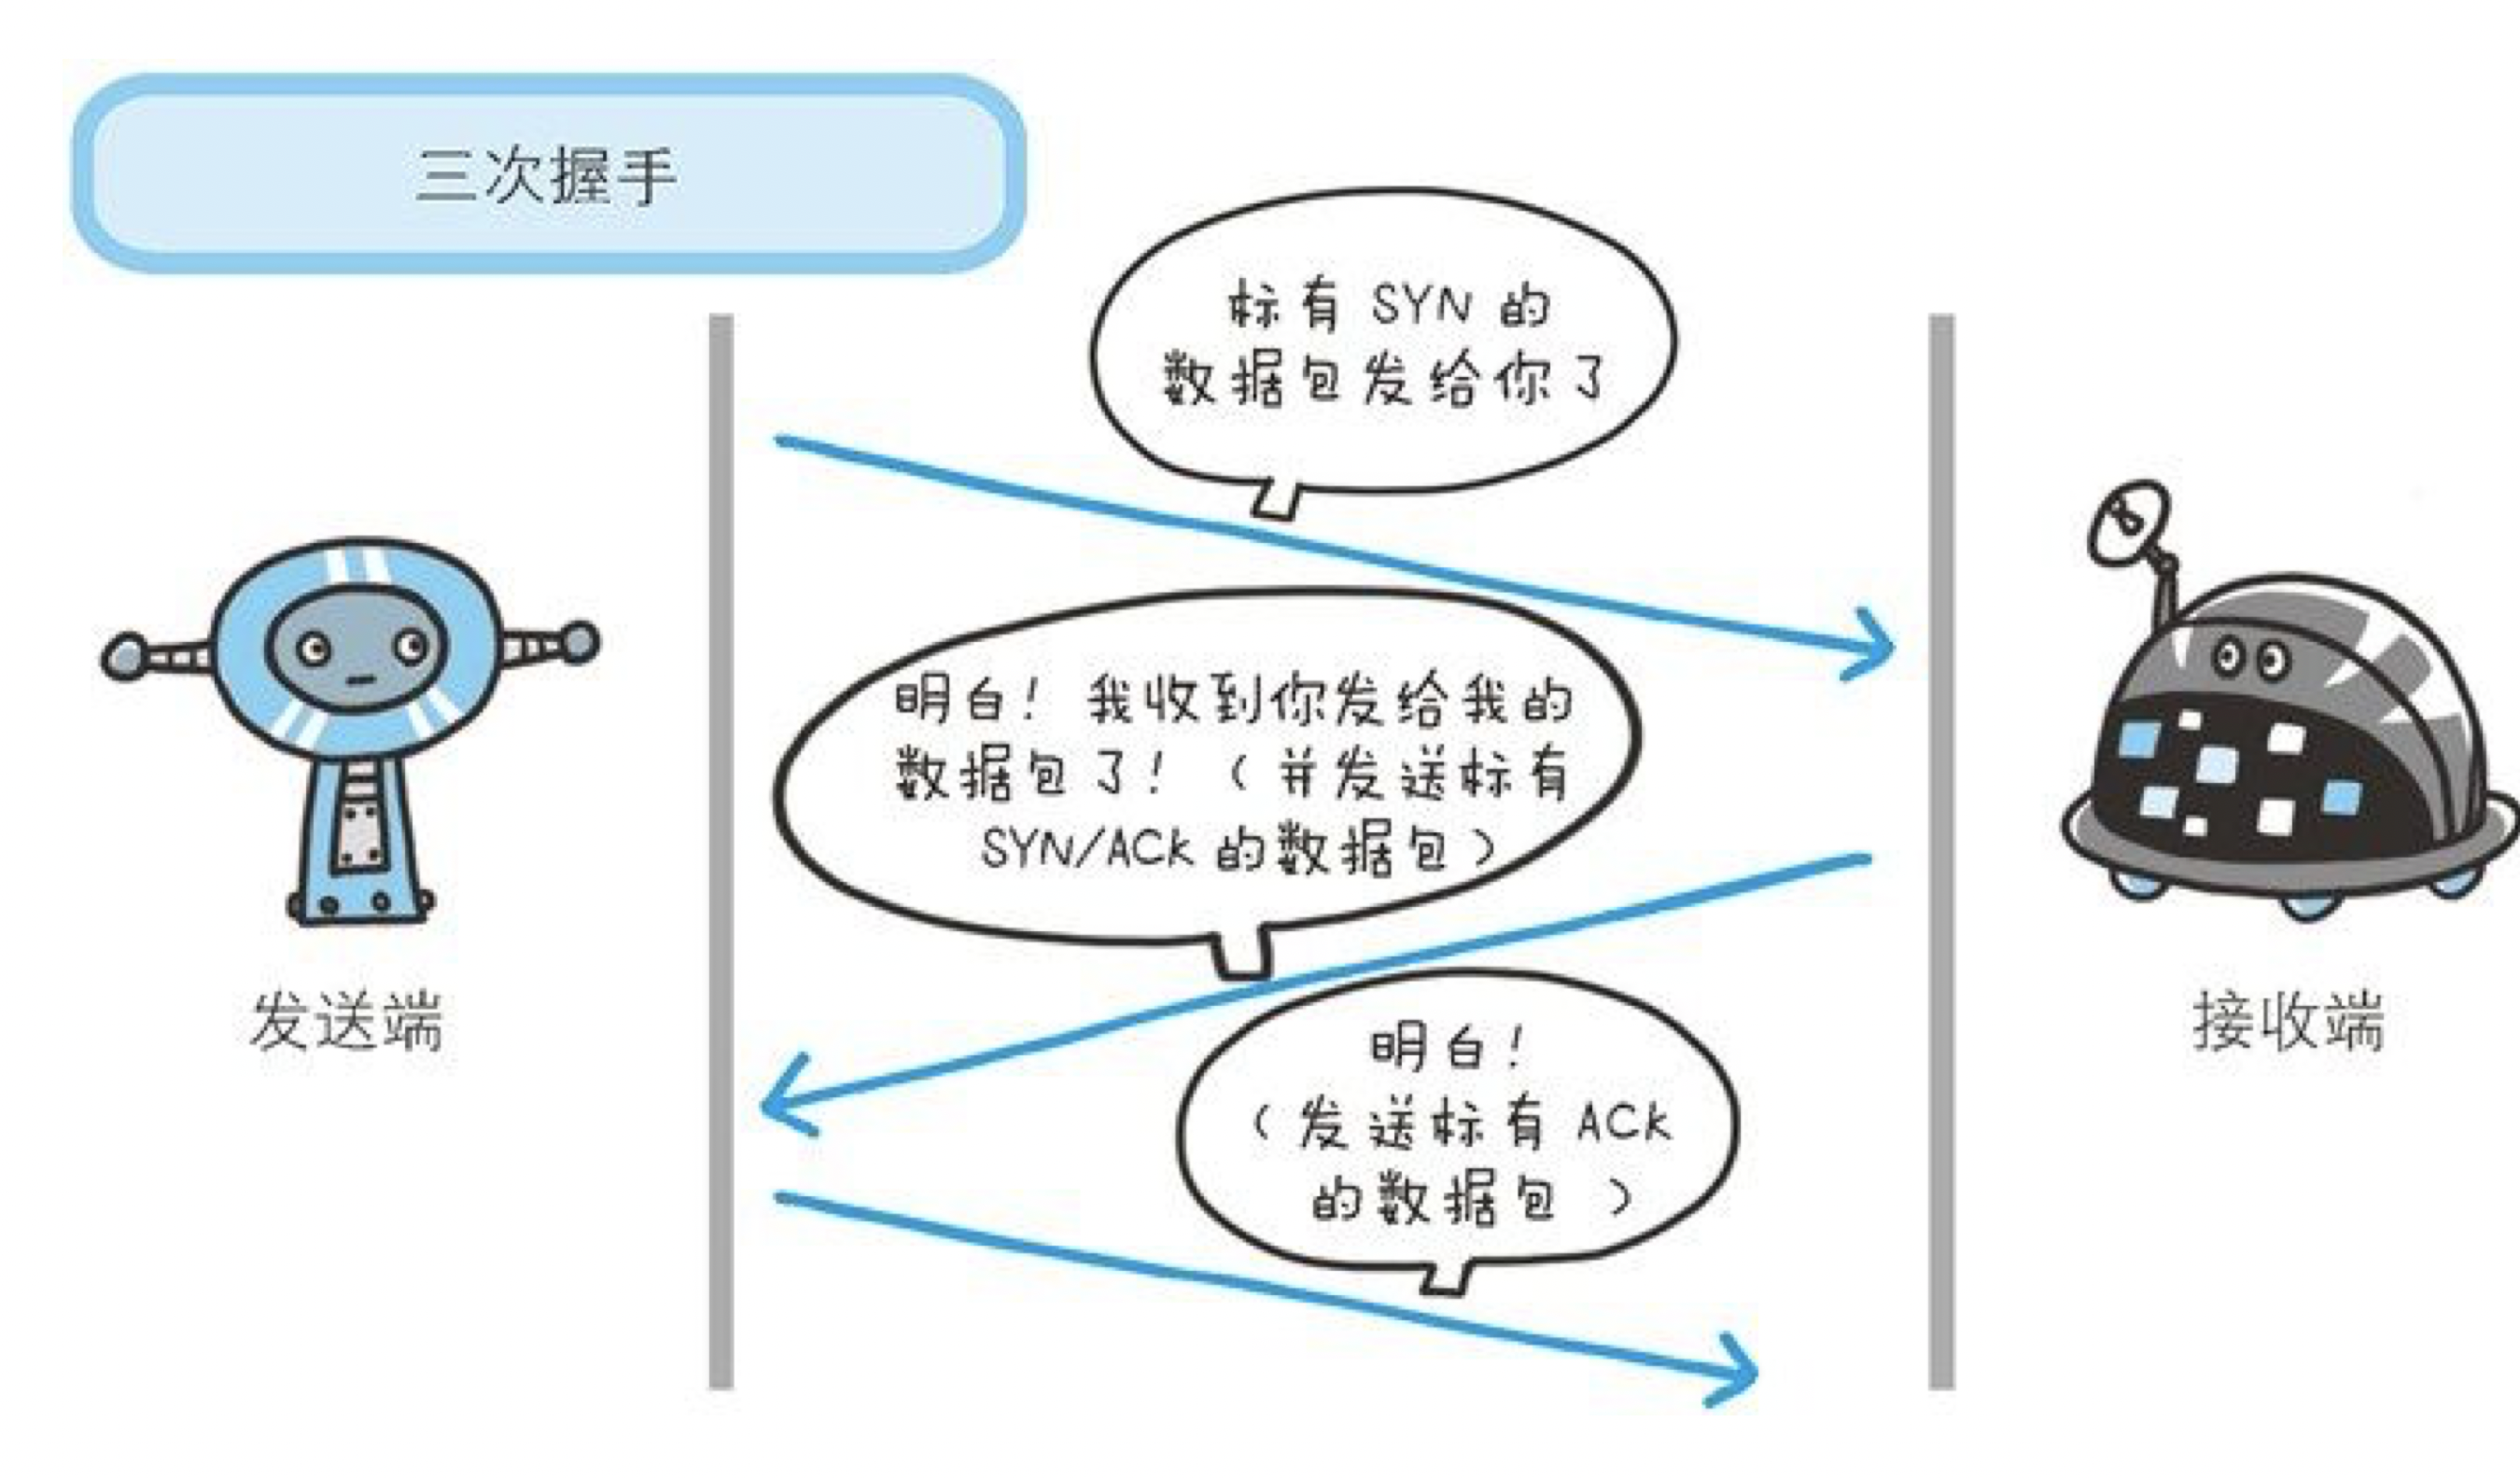 三次握手
标有 SYN 的
数据包发给你了
明白！我收到你发给我的
数据包了！（并发送标有
SYN/ACK 的数据包）
发送端
接收端
明白！
（发送标有 ACK
的数据包）